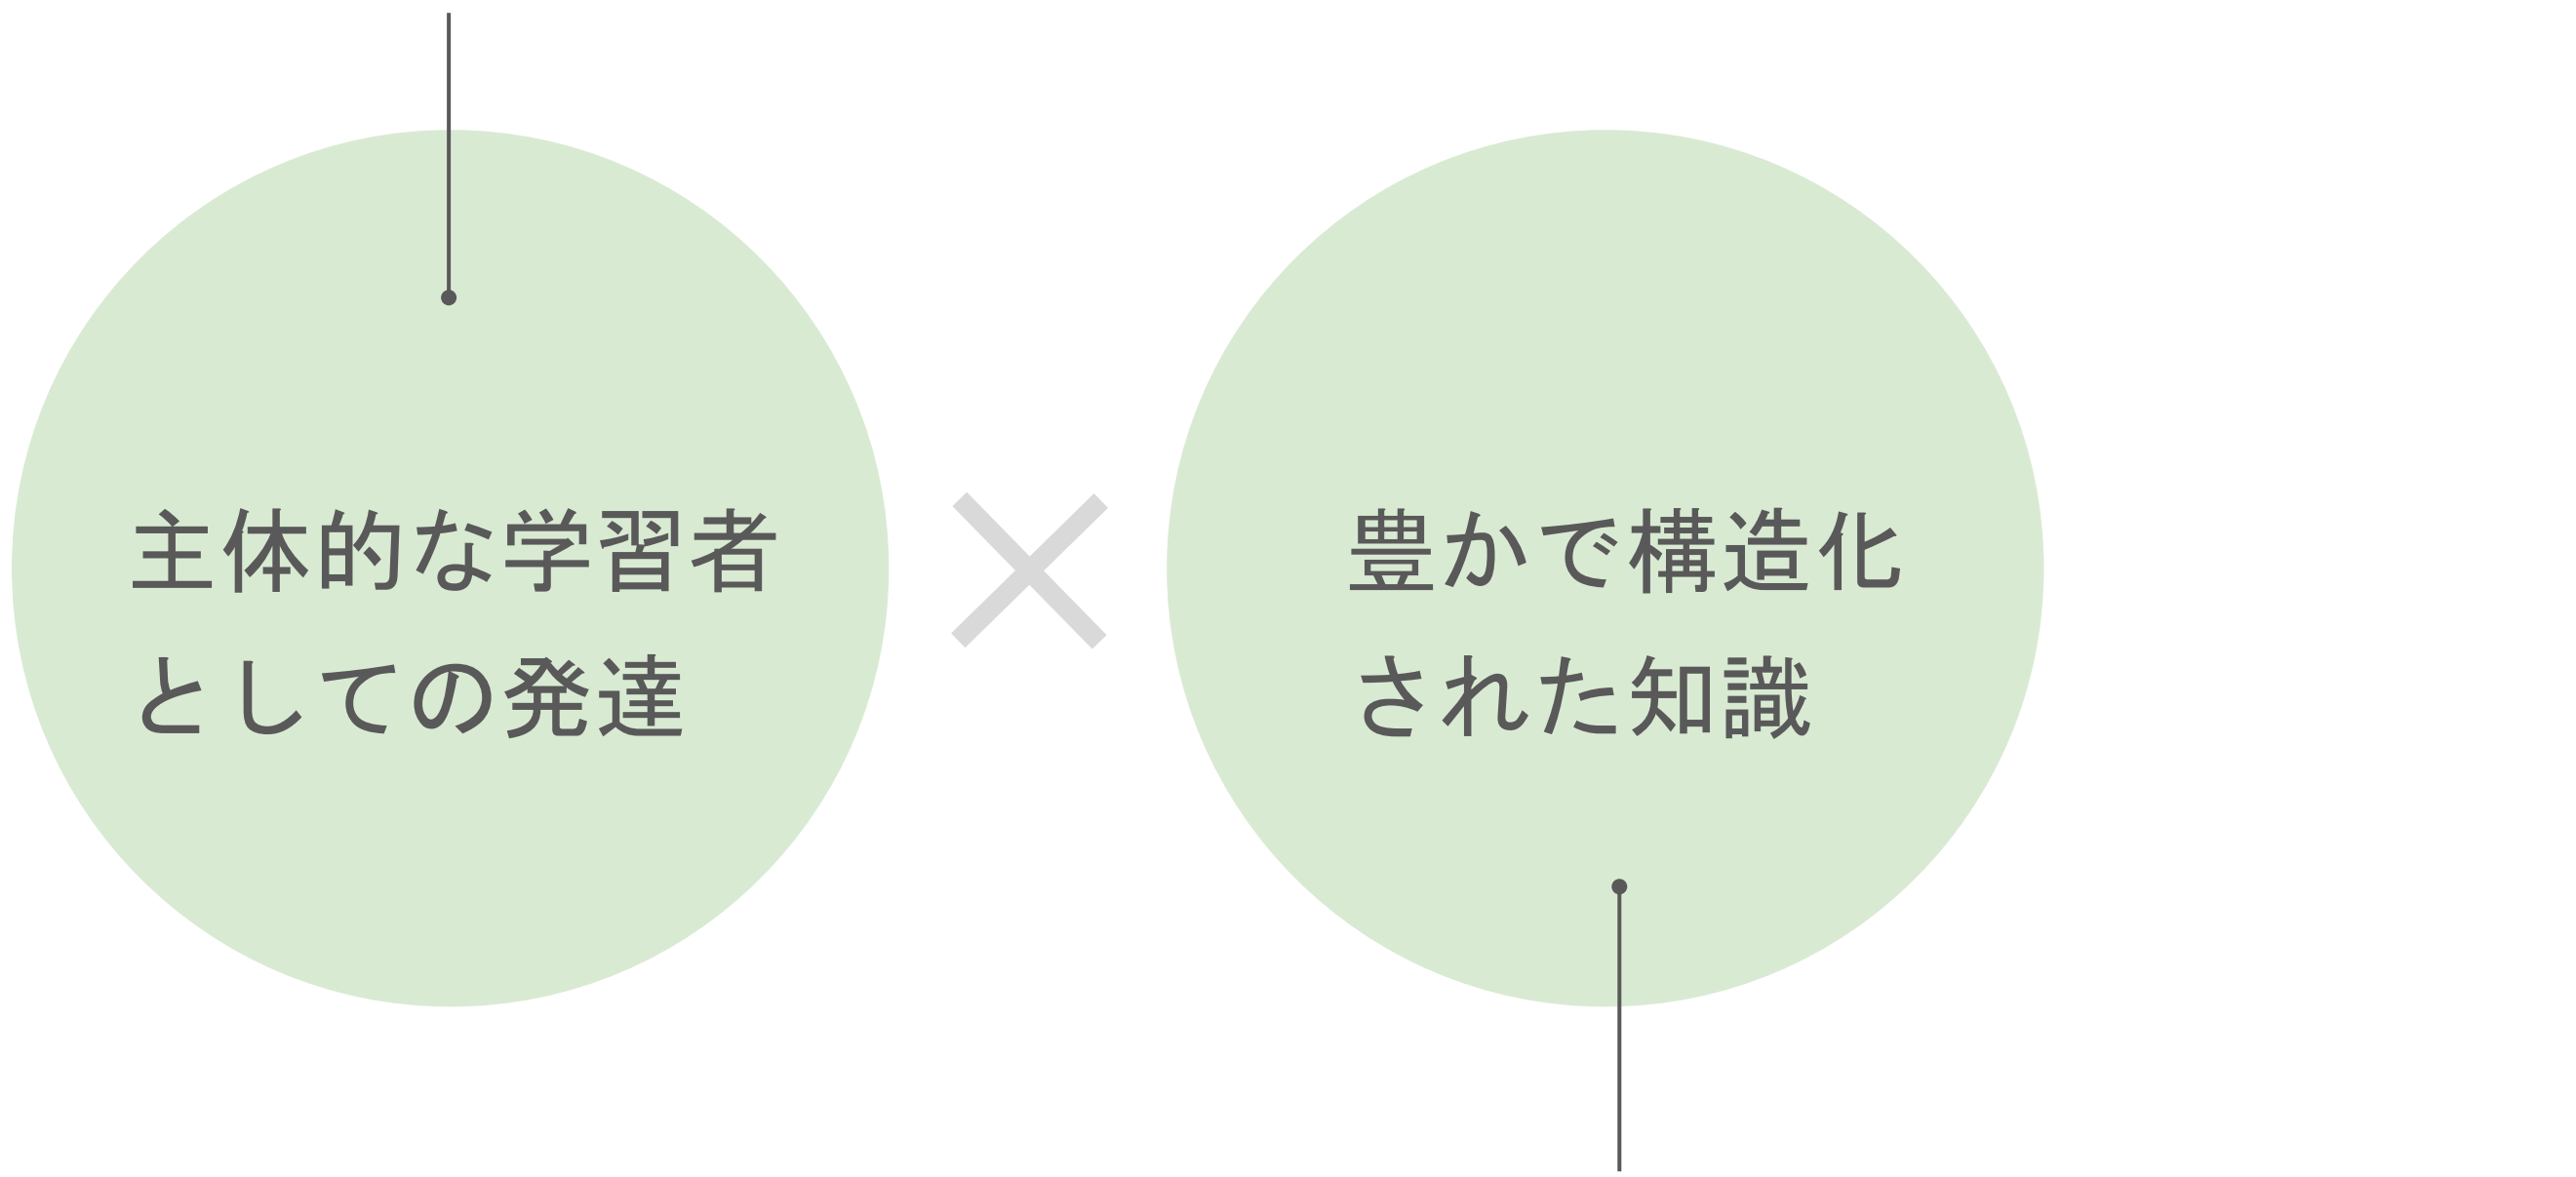 主体的な学習者
としての発達
×
豊かで構造化
された知識